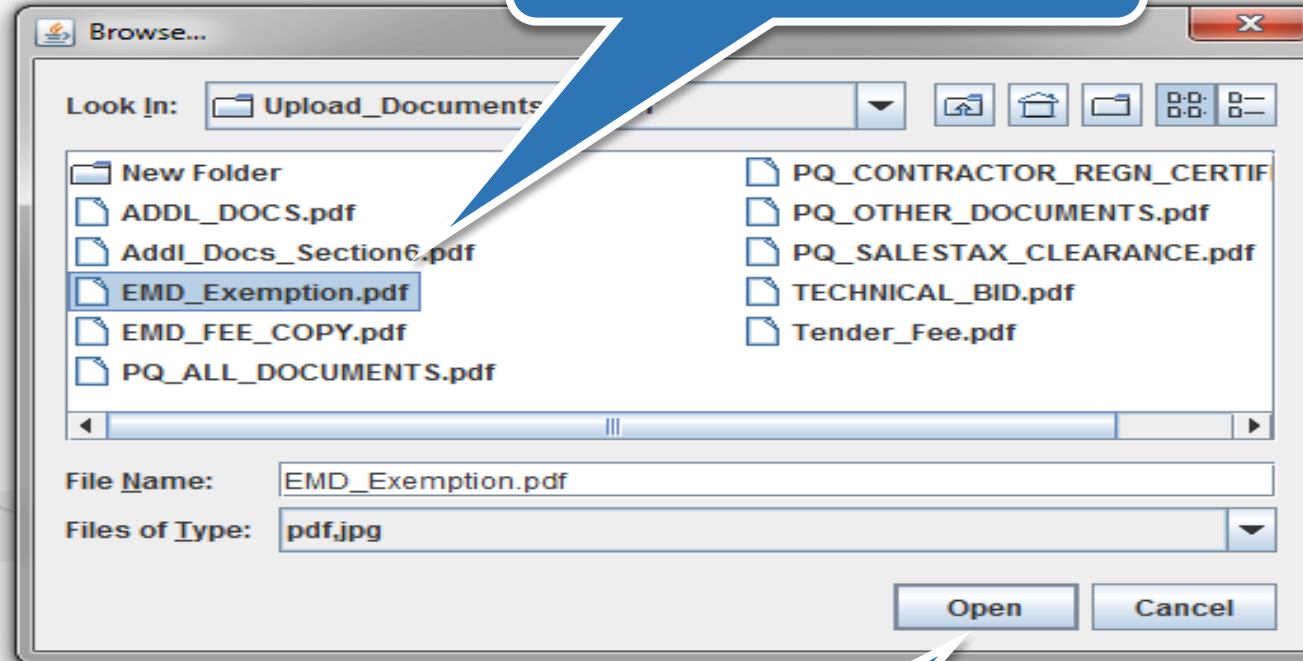 Browse...
Look In: Upload_Documents
New Folder
ADDL_DOCS.pdf
Addl_Docs_Section6.pdf
EMD_Exemption.pdf
EMD_FEE_COPY.pdf
PQ_ALL_DOCUMENTS.pdf
PQ_CONTRACTOR_REGN_CERTIFI
PQ_OTHER_DOCUMENTS.pdf
PQ_SALESTAX_CLEARANCE.pdf
TECHNICAL_BID.pdf
Tender_Fee.pdf
File Name: EMD_Exemption.pdf
Files of Type: pdf,jpg
Open Cancel